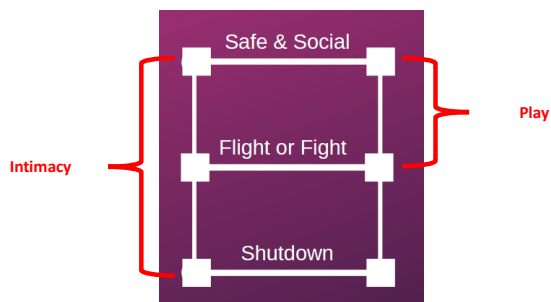 Safe & Social
Play
Flight or Fight
Intimacy
Shutdown